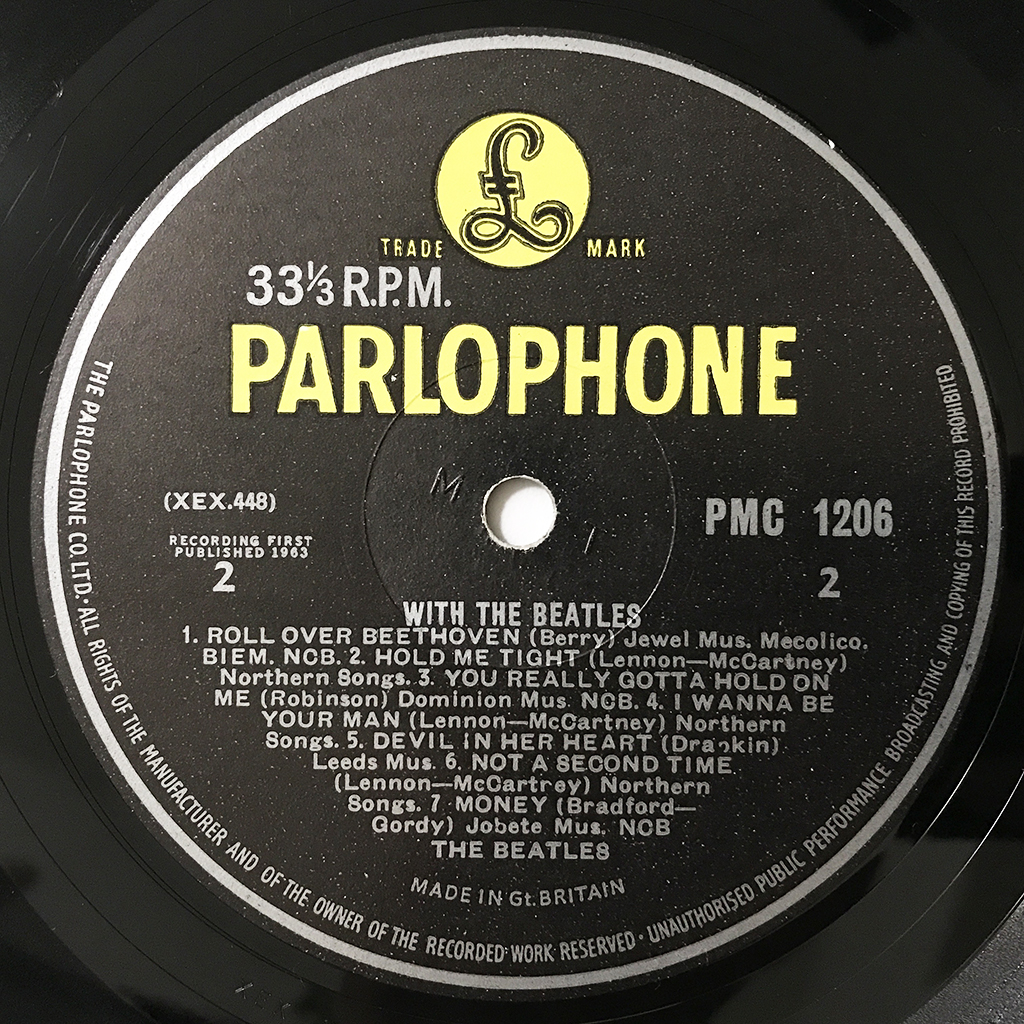 £
TRADE MARK
33⅓ R.P.M.
PARLOPHONE
(XEX.448)
PMC 1206
RECORDING FIRST
PUBLISHED 1963
2
2
WITH THE BEATLES
1. ROLL OVER BEETHOVEN (Berry) Jewel Mus. Mecolico.
BIEM. NCB. 2. HOLD ME TIGHT (Lennon—McCartney)
Northern Songs. 3. YOU REALLY GOTTA HOLD ON
ME (Robinson) Dominion Mus. NCB. 4. I WANNA BE
YOUR MAN (Lennon—McCartney) Northern
Songs. 5. DEVIL IN HER HEART (Drapkin)
Leeds Mus. 6. NOT A SECOND TIME
(Lennon—McCartney) Northern
Songs. 7. MONEY (Bradford—
Gordy) Jobete Mus. NCB
THE BEATLES
MADE IN Gt. BRITAIN
THE PARLOPHONE CO. LTD. · ALL RIGHTS OF THE MANUFACTURER AND OF THE OWNER OF THE RECORDED WORK RESERVED · UNAUTHORISED PUBLIC PERFORMANCE BROADCASTING AND COPYING OF THIS RECORD PROHIBITED
M
1